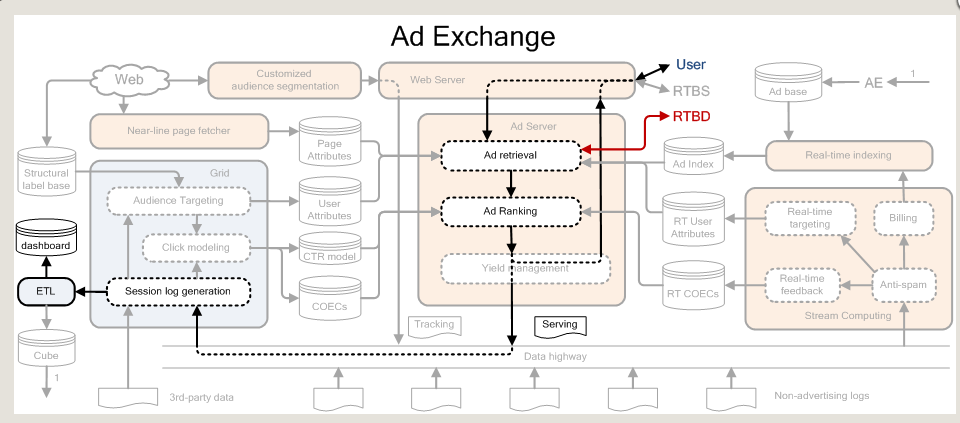 Ad Exchange
Web
Customized
audience segmentation
Web Server
User
RTBS
RTBD
Ad base
AE
1
Near-line page fetcher
Page
Attributes
Ad Server
Ad retrieval
Ad Index
Real-time indexing
Structural
label base
Grid
Audience Targeting
User
Attributes
Ad Ranking
RT User
Attributes
Real-time
targeting
Billing
dashboard
Click modeling
CTR model
Yield management
ETL
Session log generation
COECs
RT COECs
Real-time
feedback
Anti-spam
Stream Computing
Tracking
Serving
Cube
Data highway
1
3rd-party data
Non-advertising logs